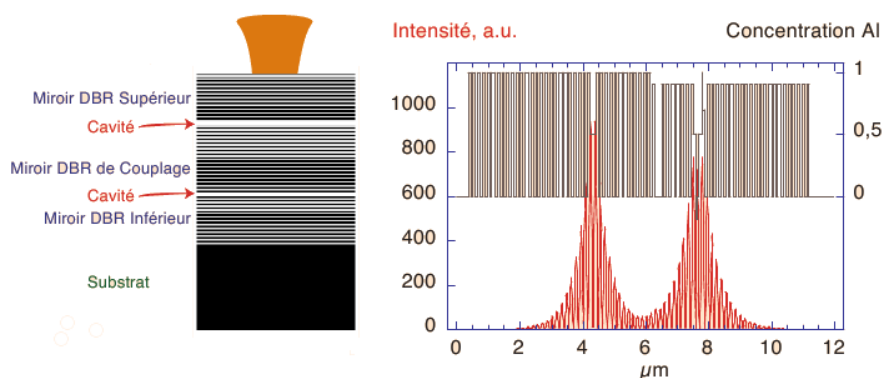 Miroir DBR Supérieur
Cavité
Miroir DBR de Couplage
Cavité
Miroir DBR Inférieur
Substrat
Intensité, a.u.
Concentration Al
1000
800
600
400
200
0
1
0,5
0
0 2 4 6 8 10 12
µm